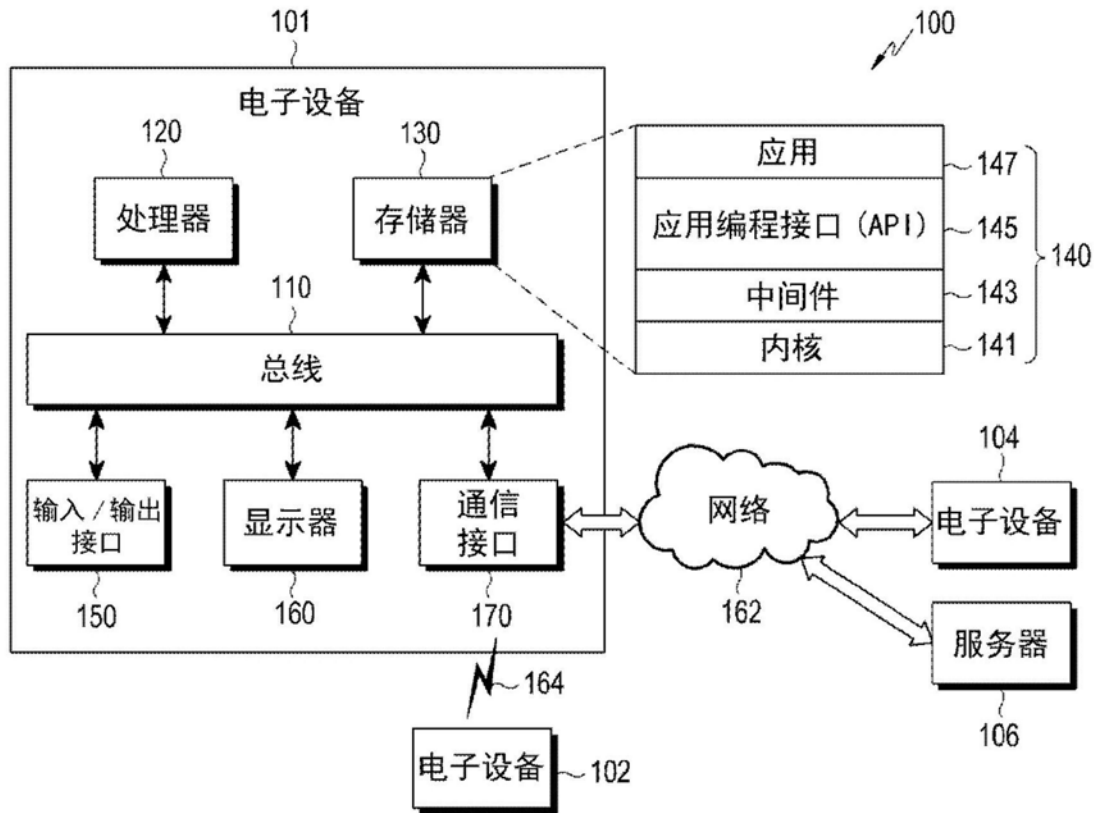 101
100
电子设备
120
130
处理器
存储器
应用
147
应用编程接口(API)
145
140
中间件
143
内核
141
110
总线
输入/输出
接口
显示器
通信
接口
150
160
170
网络
162
104
电子设备
服务器
106
164
电子设备
102